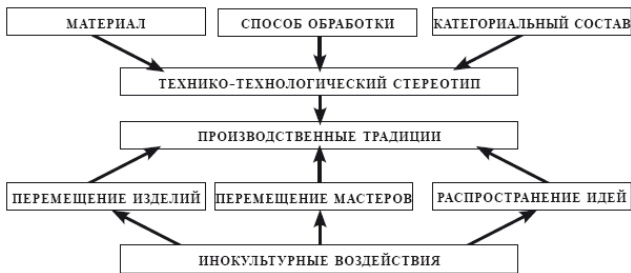 МАТЕРИАЛ
СПОСОБ ОБРАБОТКИ
КАТЕГОРИАЛЬНЫЙ СОСТАВ
ТЕХНИКО-ТЕХНОЛОГИЧЕСКИЙ СТЕРЕОТИП
ПРОИЗВОДСТВЕННЫЕ ТРАДИЦИИ
ПЕРЕМЕЩЕНИЕ ИЗДЕЛИЙ
ПЕРЕМЕЩЕНИЕ МАСТЕРОВ
РАСПРОСТРАНЕНИЕ ИДЕЙ
ИНОКУЛЬТУРНЫЕ ВОЗДЕЙСТВИЯ